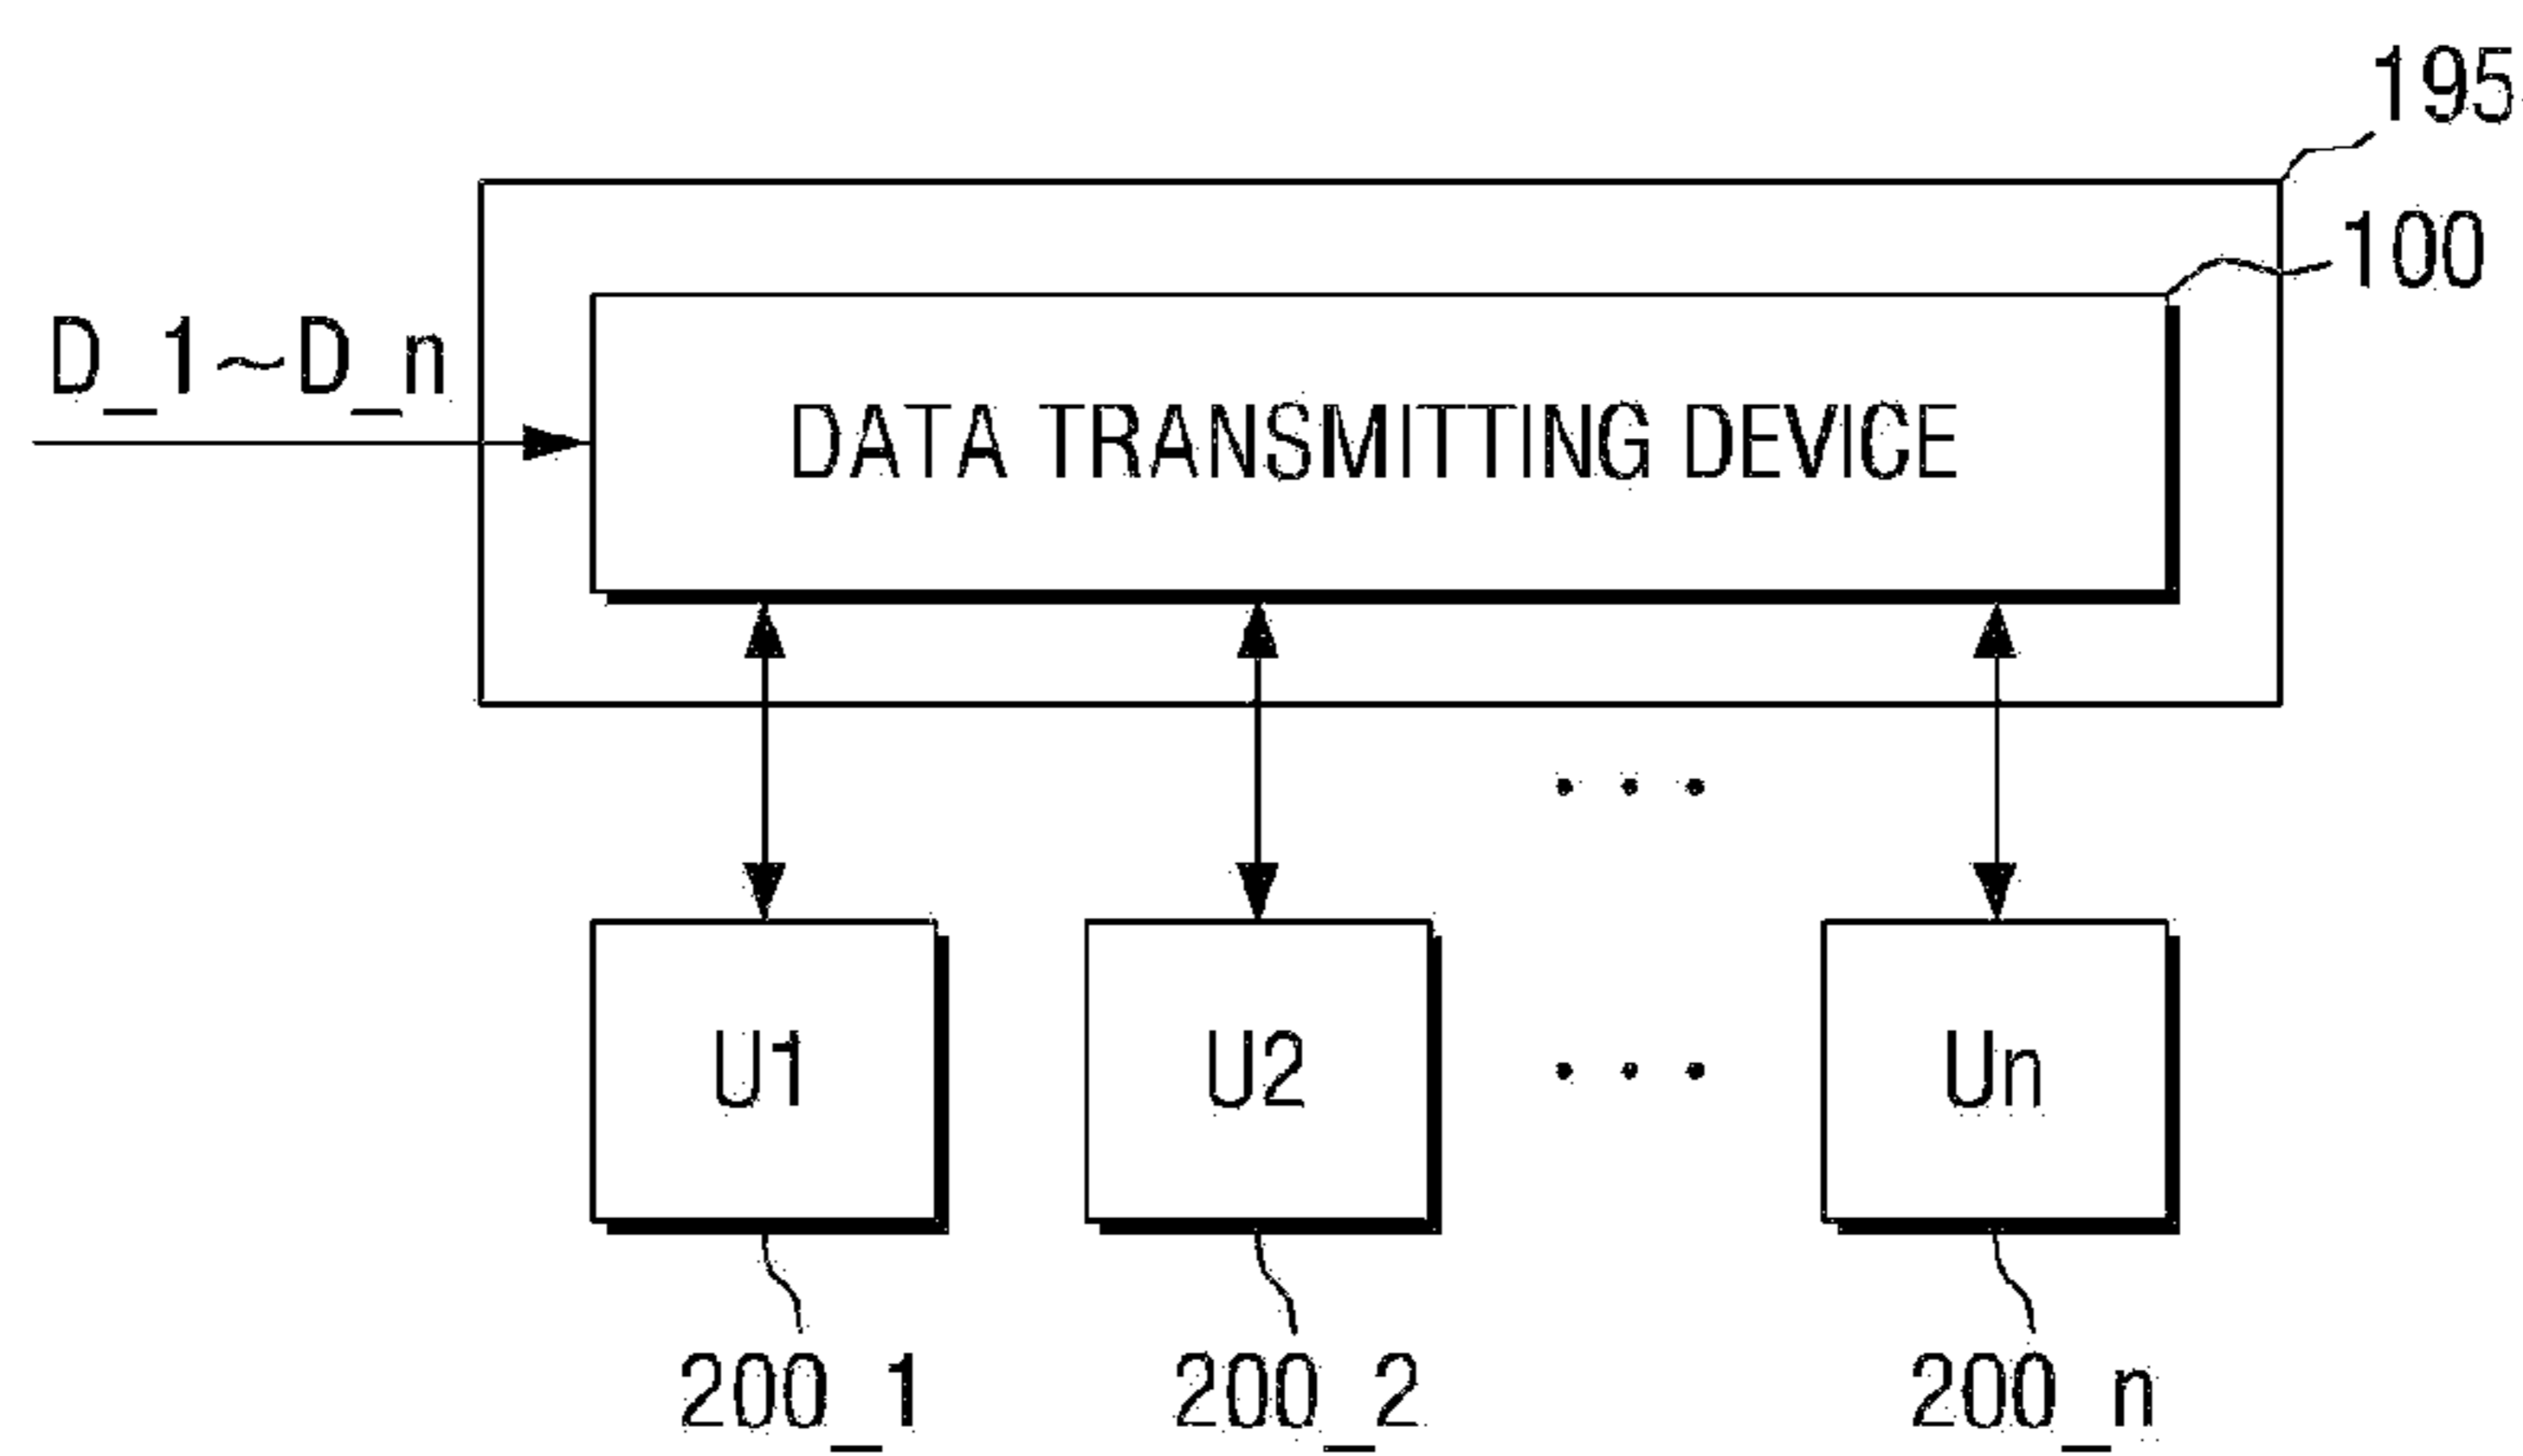 195
100
D_1~D_n
DATA TRANSMITTING DEVICE
. . .
U1 U2 . . . Un
200_1 200_2 200_n